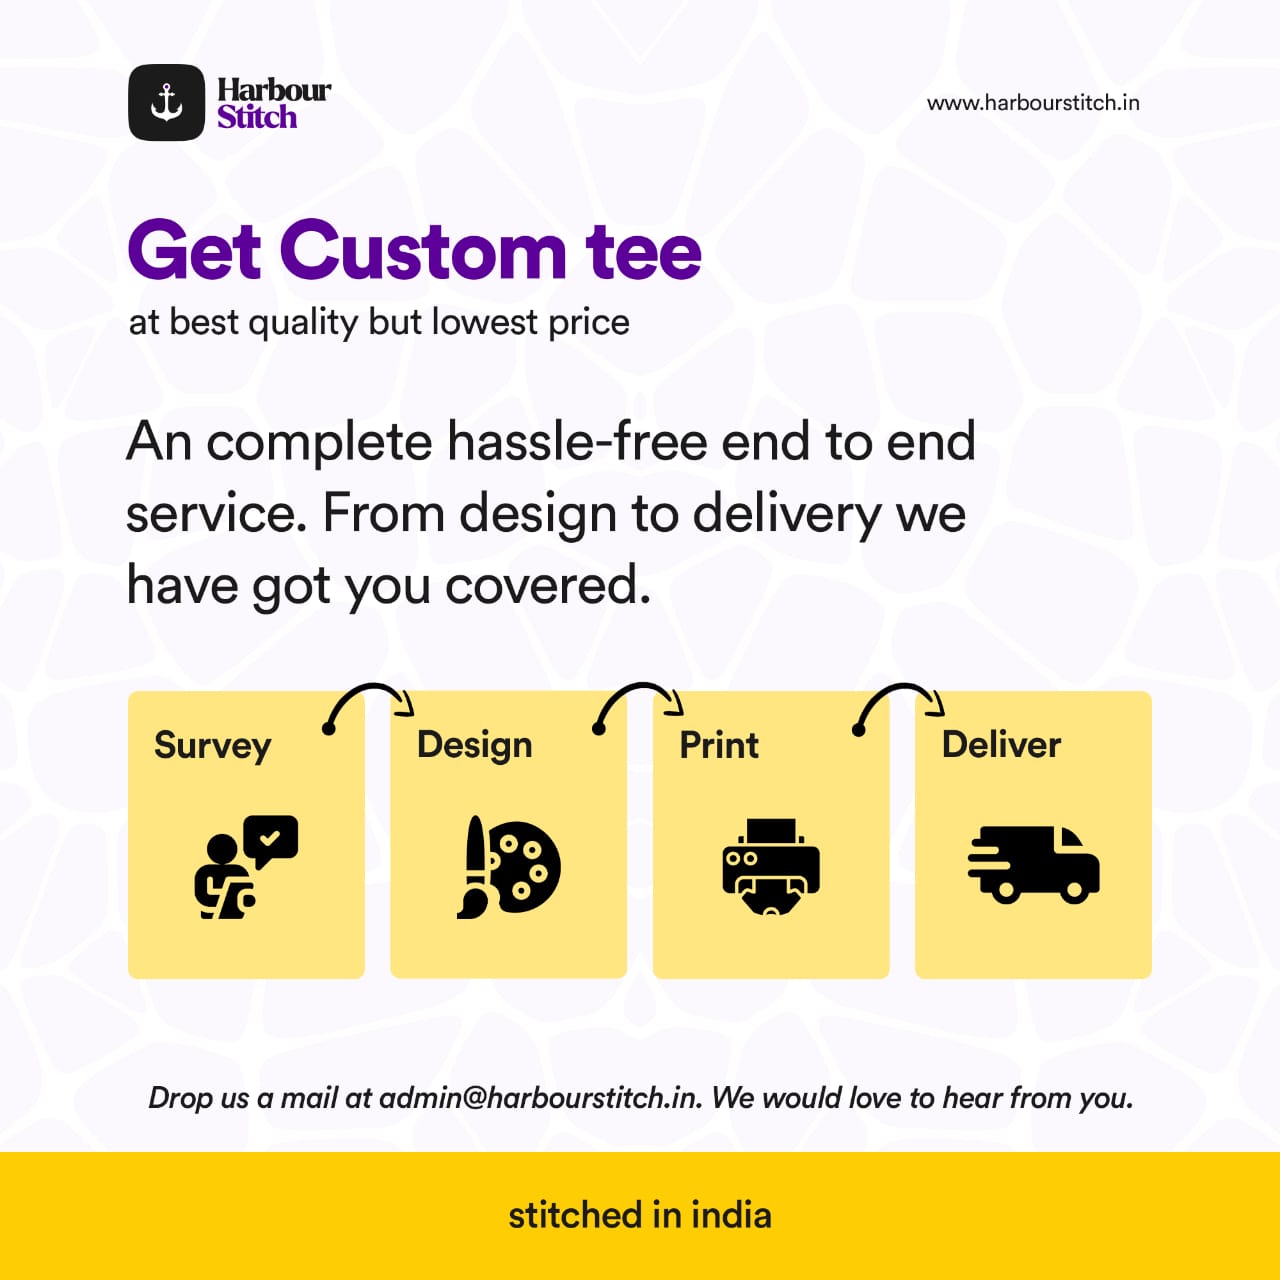 Harbour
Stitch
www.harbourstitch.in
Get Custom tee
at best quality but lowest price
An complete hassle-free end to end
service. From design to delivery we
have got you covered.
Survey
Design
Print
Deliver
Drop us a mail at admin@harbourstitch.in. We would love to hear from you.
stitched in india